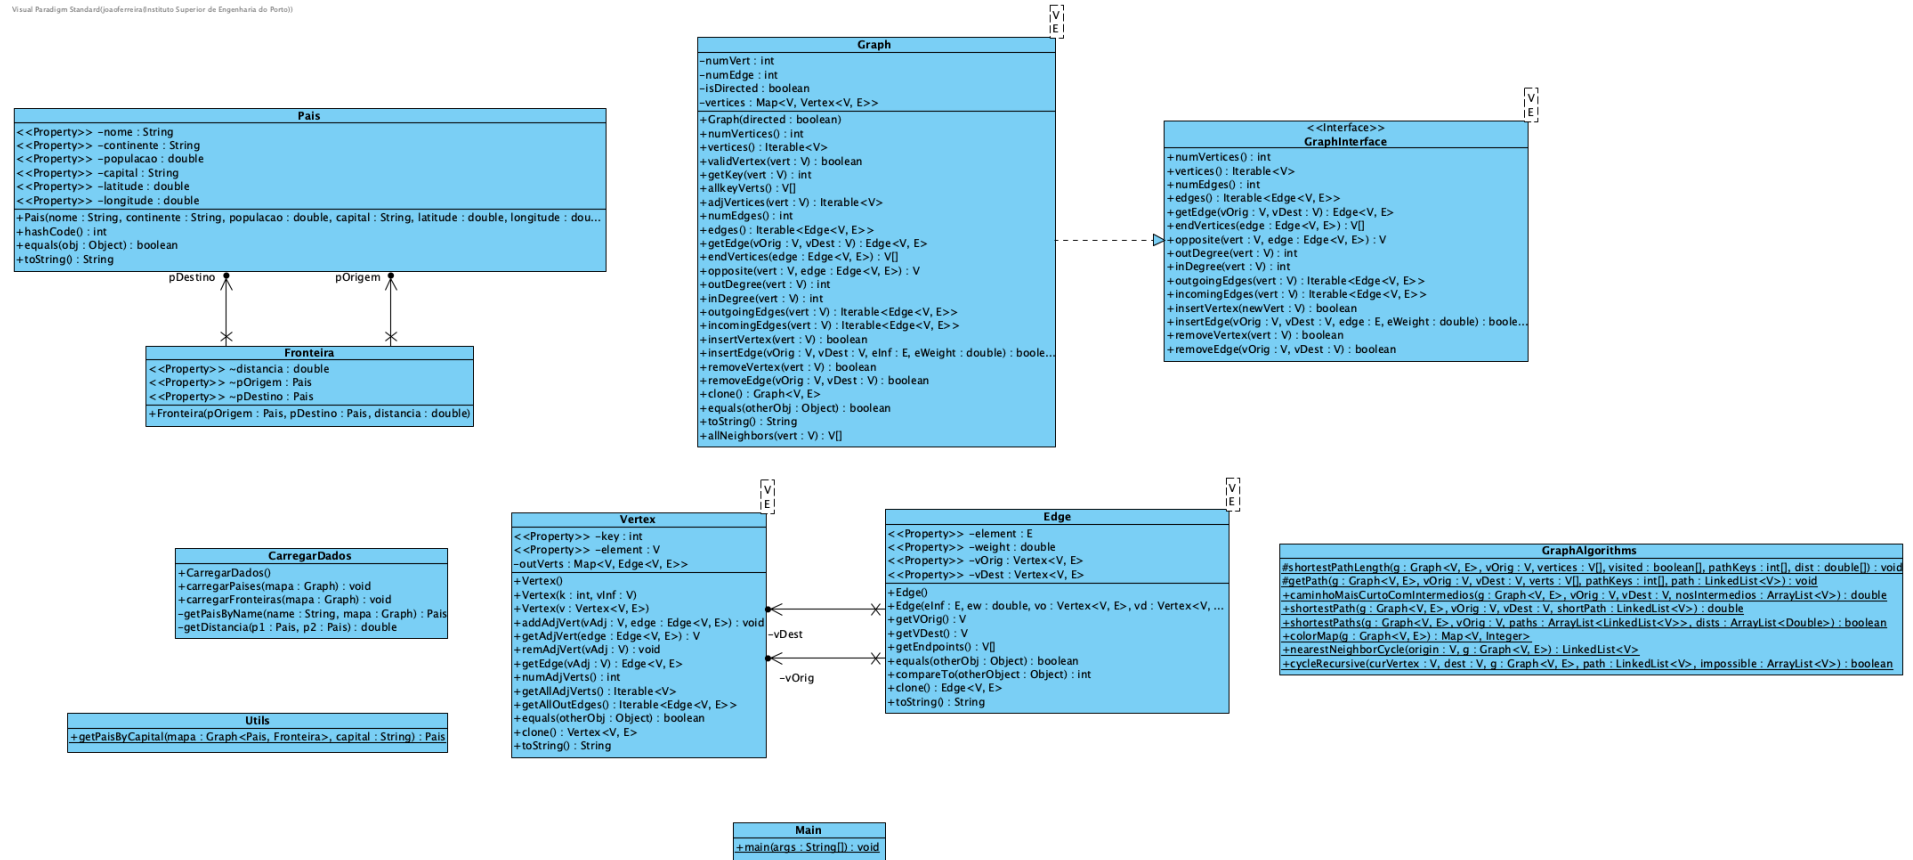 Visual Paradigm Standard(joaoferreira(Instituto Superior de Engenharia do Porto))
Pais
<<Property>> -nome : String
<<Property>> -continente : String
<<Property>> -populacao : double
<<Property>> -capital : String
<<Property>> -latitude : double
<<Property>> -longitude : double
+Pais(nome : String, continente : String, populacao : double, capital : String, latitude : double, longitude : dou...
+hashCode() : int
+equals(obj : Object) : boolean
+toString() : String
pDestino
pOrigem
Fronteira
<<Property>> ~distancia : double
<<Property>> ~pOrigem : Pais
<<Property>> ~pDestino : Pais
+Fronteira(pOrigem : Pais, pDestino : Pais, distancia : double)
V
E
Graph
-numVert : int
-numEdge : int
-isDirected : boolean
-vertices : Map<V, Vertex<V, E>>
+Graph(directed : boolean)
+numVertices() : int
+vertices() : Iterable<V>
+validVertex(vert : V) : boolean
+getKey(vert : V) : int
+allkeyVerts() : V[]
+adjVertices(vert : V) : Iterable<V>
+numEdges() : int
+edges() : Iterable<Edge<V, E>>
+getEdge(vOrig : V, vDest : V) : Edge<V, E>
+endVertices(edge : Edge<V, E>) : V[]
+opposite(vert : V, edge : Edge<V, E>) : V
+outDegree(vert : V) : int
+inDegree(vert : V) : int
+outgoingEdges(vert : V) : Iterable<Edge<V, E>>
+incomingEdges(vert : V) : Iterable<Edge<V, E>>
+insertVertex(vert : V) : boolean
+insertEdge(vOrig : V, vDest : V, eInf : E, eWeight : double) : boole...
+removeVertex(vert : V) : boolean
+removeEdge(vOrig : V, vDest : V) : boolean
+clone() : Graph<V, E>
+equals(otherObj : Object) : boolean
+toString() : String
+allNeighbors(vert : V) : V[]
V
E
<<Interface>>
GraphInterface
+numVertices() : int
+vertices() : Iterable<V>
+numEdges() : int
+edges() : Iterable<Edge<V, E>>
+getEdge(vOrig : V, vDest : V) : Edge<V, E>
+endVertices(edge : Edge<V, E>) : V[]
+opposite(vert : V, edge : Edge<V, E>) : V
+outDegree(vert : V) : int
+inDegree(vert : V) : int
+outgoingEdges(vert : V) : Iterable<Edge<V, E>>
+incomingEdges(vert : V) : Iterable<Edge<V, E>>
+insertVertex(newVert : V) : boolean
+insertEdge(vOrig : V, vDest : V, edge : E, eWeight : double) : boole...
+removeVertex(vert : V) : boolean
+removeEdge(vOrig : V, vDest : V) : boolean
CarregarDados
+CarregarDados()
+carregarPaises(mapa : Graph) : void
+carregarFronteiras(mapa : Graph) : void
-getPaisByName(name : String, mapa : Graph) : Pais
-getDistancia(p1 : Pais, p2 : Pais) : double
Utils
+getPaisByCapital(mapa : Graph<Pais, Fronteira>, capital : String) : Pais
V
E
Vertex
<<Property>> -key : int
<<Property>> -element : V
-outVerts : Map<V, Edge<V, E>>
+Vertex()
+Vertex(k : int, vInf : V)
+Vertex(v : Vertex<V, E>)
+addAdjVert(vAdj : V, edge : Edge<V, E>) : void
+getAdjVert(edge : Edge<V, E>) : V
+remAdjVert(vAdj : V) : void
+getEdge(vAdj : V) : Edge<V, E>
+numAdjVerts() : int
+getAllAdjVerts() : Iterable<V>
+getAllOutEdges() : Iterable<Edge<V, E>>
+equals(otherObj : Object) : boolean
+clone() : Vertex<V, E>
+toString() : String
-vDest
-vOrig
V
E
Edge
<<Property>> -element : E
<<Property>> -weight : double
<<Property>> -vOrig : Vertex<V, E>
<<Property>> -vDest : Vertex<V, E>
+Edge()
+Edge(eInf : E, ew : double, vo : Vertex<V, E>, vd : Vertex<V, ...
+getVOrig() : V
+getVDest() : V
+getEndpoints() : V[]
+equals(otherObj : Object) : boolean
+compareTo(otherObject : Object) : int
+clone() : Edge<V, E>
+toString() : String
GraphAlgorithms
#shortestPathLength(g : Graph<V, E>, vOrig : V, vertices : V[], visited : boolean[], pathKeys : int[], dist : double[]) : void
#getPath(g : Graph<V, E>, vOrig : V, vDest : V, verts : V[], pathKeys : int[], path : LinkedList<V>) : void
+caminhoMaisCurtoComIntermedios(g : Graph<V, E>, vOrig : V, vDest : V, nosIntermedios : ArrayList<V>) : double
+shortestPath(g : Graph<V, E>, vOrig : V, vDest : V, shortPath : LinkedList<V>) : double
+shortestPaths(g : Graph<V, E>, vOrig : V, paths : ArrayList<LinkedList<V>>, dists : ArrayList<Double>) : boolean
+colorMap(g : Graph<V, E>) : Map<V, Integer>
+nearestNeighborCycle(origin : V, g : Graph<V, E>) : LinkedList<V>
+cycleRecursive(curVertex : V, dest : V, g : Graph<V, E>, path : LinkedList<V>, impossible : ArrayList<V>) : boolean
Main
+main(args : String[]) : void